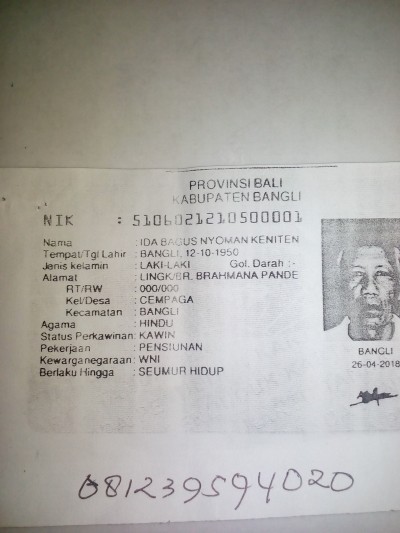 PROVINSI BALI
KABUPATEN BANGLI
NIK : 5106021210500001
Nama : IDA BAGUS NYOMAN KENITEN
Tempat/Tgl Lahir : BANGLI, 12-10-1950
Jenis kelamin : LAKI-LAKI Gol. Darah :-
Alamat : LINGK/BR. BRAHMANA PANDE
RT/RW : 000/000
Kel/Desa : CEMPAGA
Kecamatan : BANGLI
Agama : HINDU
Status Perkawinan: KAWIN
Pekerjaan : PENSIUNAN
Kewarganegaraan: WNI
Berlaku Hingga : SEUMUR HIDUP
BANGLI
26-04-2018
081239594020